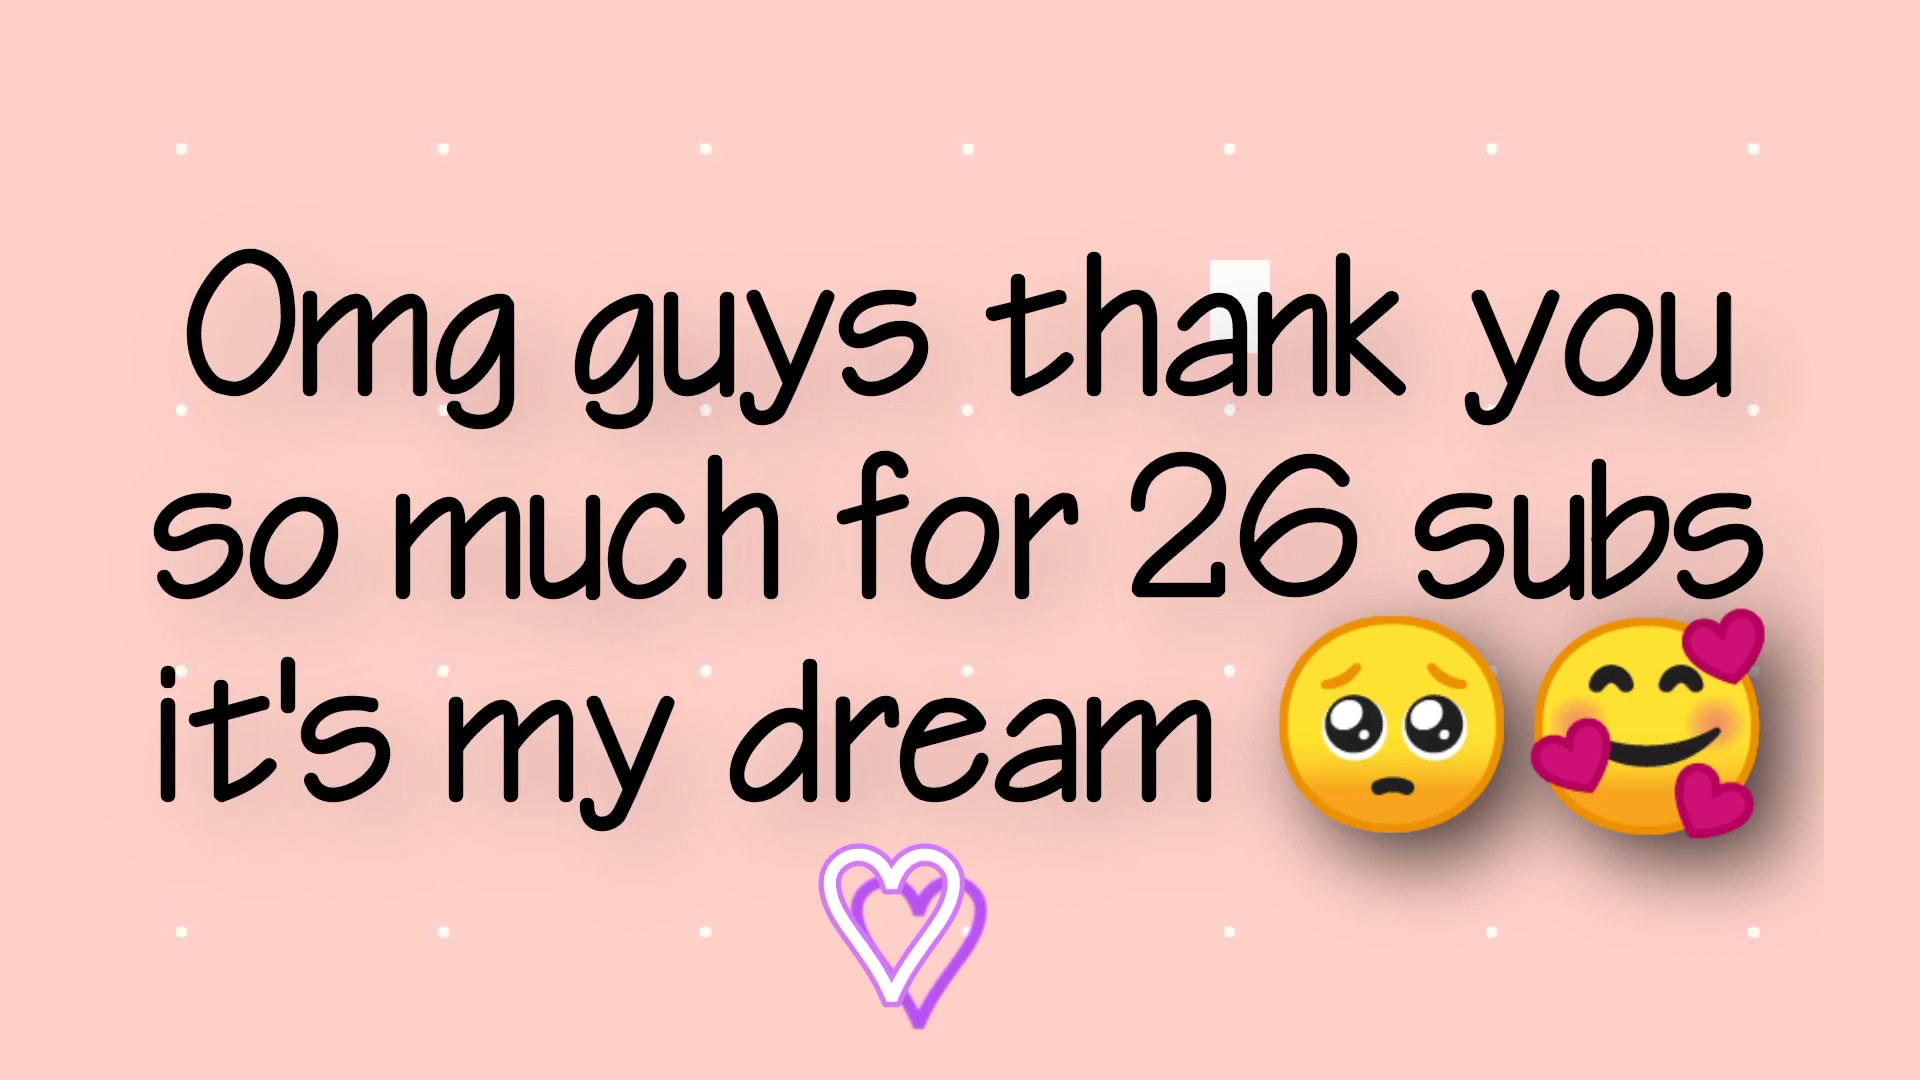 Omg guys thank you
so much for 26 subs
it's my dream 🥺🥰